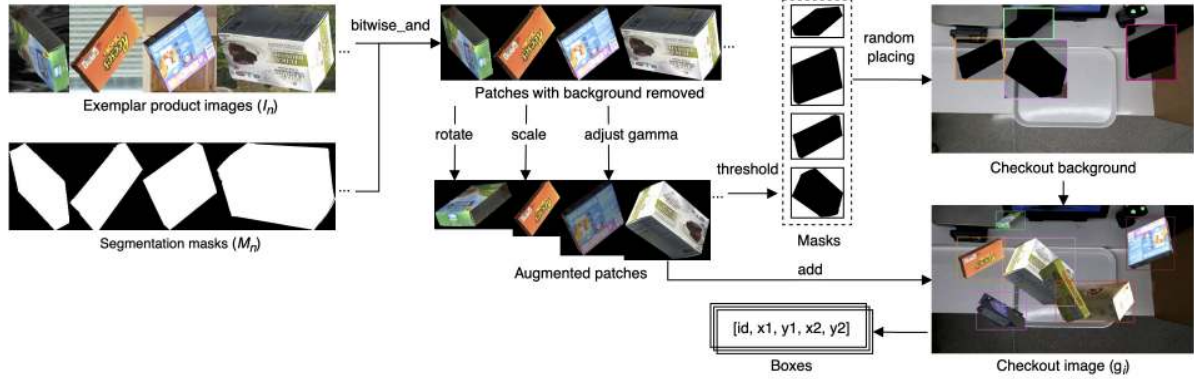 bitwise_and
...
...
Exemplar product images (Iₙ)
Patches with background removed
random
placing
rotate
scale
adjust gamma
...
Segmentation masks (Mₙ)
...
threshold
Augmented patches
Masks
Checkout background
add
[id, x1, y1, x2, y2]
Boxes
Checkout image (gᵢ)